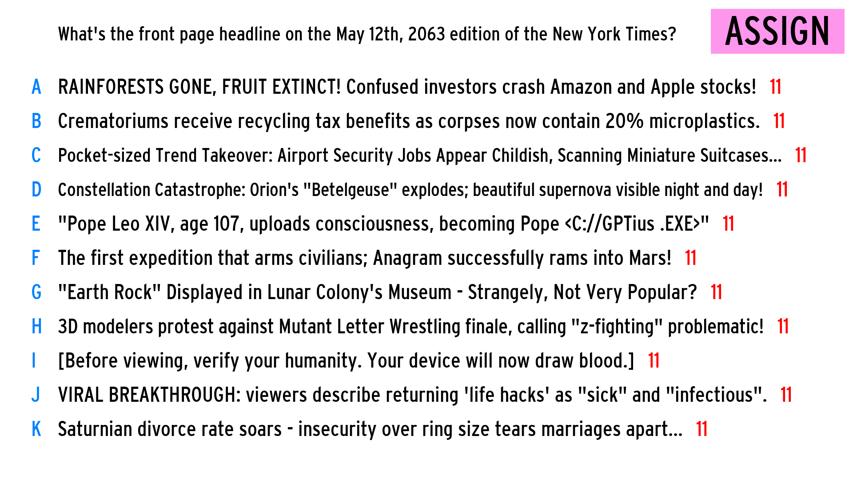 What's the front page headline on the May 12th, 2063 edition of the New York Times?
ASSIGN
A RAINFORESTS GONE, FRUIT EXTINCT! Confused investors crash Amazon and Apple stocks! 11
B Crematoriums receive recycling tax benefits as corpses now contain 20% microplastics. 11
C Pocket-sized Trend Takeover: Airport Security Jobs Appear Childish, Scanning Miniature Suitcases... 11
D Constellation Catastrophe: Orion's "Betelgeuse" explodes; beautiful supernova visible night and day! 11
E "Pope Leo XIV, age 107, uploads consciousness, becoming Pope <C://GPTius .EXE>" 11
F The first expedition that arms civilians; Anagram successfully rams into Mars! 11
G "Earth Rock" Displayed in Lunar Colony's Museum - Strangely, Not Very Popular? 11
H 3D modelers protest against Mutant Letter Wrestling finale, calling "z-fighting" problematic! 11
I [Before viewing, verify your humanity. Your device will now draw blood.] 11
J VIRAL BREAKTHROUGH: viewers describe returning 'life hacks' as "sick" and "infectious". 11
K Saturnian divorce rate soars - insecurity over ring size tears marriages apart... 11